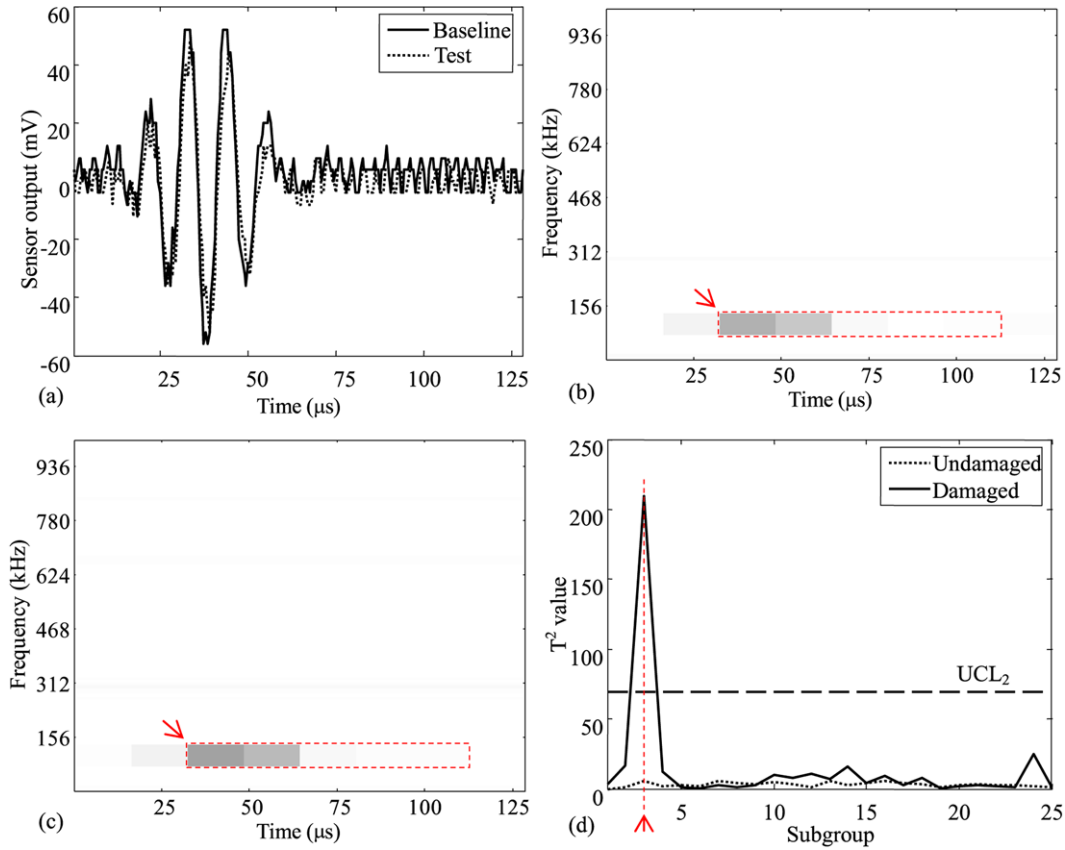 60
40
20
0
-20
-40
-60
Sensor output (mV)
Baseline
Test
25
50
75
100
125
Time (μs)
(a)
936
780
624
468
312
156
Frequency (kHz)
25
50
75
100
125
Time (μs)
(b)
936
780
624
468
312
156
Frequency (kHz)
25
50
75
100
125
Time (μs)
(c)
250
200
150
100
50
0
T² value
Undamaged
Damaged
UCL₂
5
10
15
20
25
Subgroup
(d)